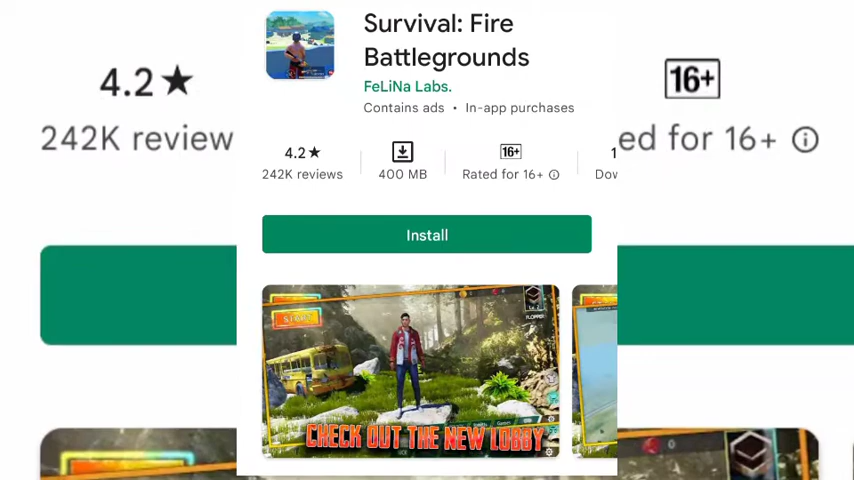 Survival: Fire
Battlegrounds
FeLiNa Labs.
Contains ads • In-app purchases
4.2★
242K reviews
400 MB
16+
Rated for 16+
Install
START
CHECK OUT THE NEW LOBBY
4.2★
242K review
16+
ed for 16+